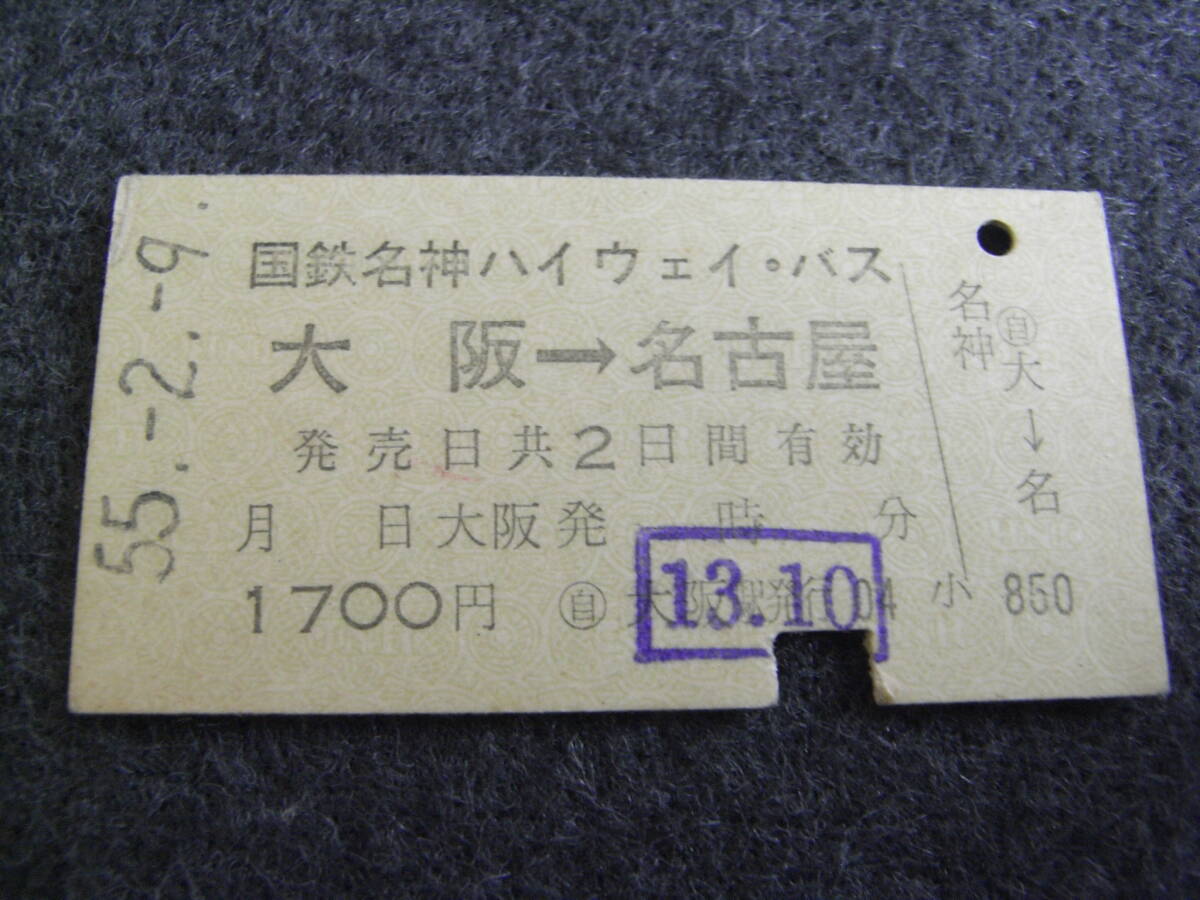 55.-2.-9.
国鉄名神ハイウェイ・バス
大阪→名古屋
発売日共2日間有効
月 日大阪発 時 分
1700円 ㊂自 大阪駅発行 04
13.10
名神
自大→名
小 850